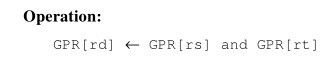 Operation:
GPR[rd] ← GPR[rs] and GPR[rt]